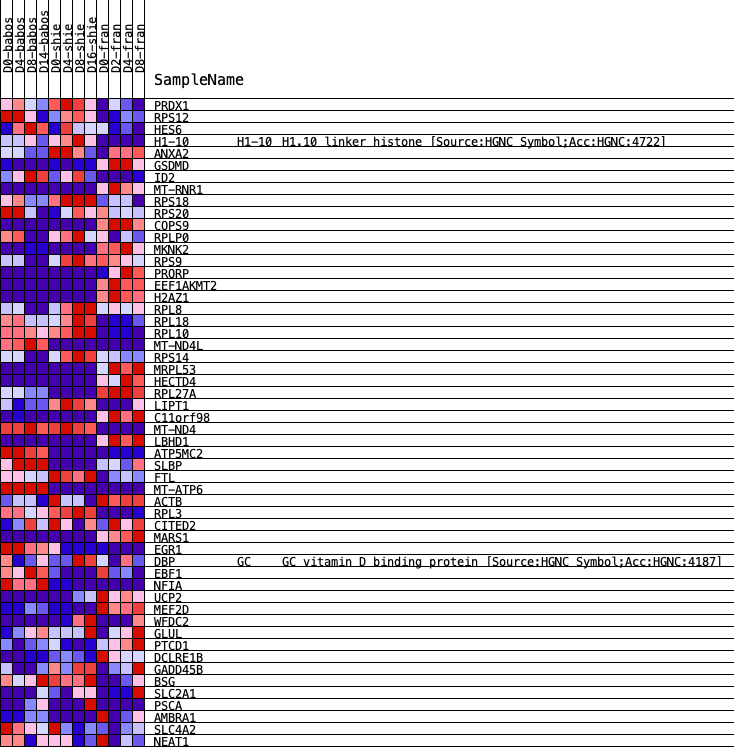 D0-babos
D4-babos
D8-babos
D14-babos
D0-shie
D4-shie
D8-shie
D16-shie
D0-fran
D2-fran
D4-fran
D8-fran
SampleName
PRDX1
RPS12
HES6
H1-10 H1-10 H1.10 linker histone [Source:HGNC Symbol;Acc:HGNC:4722]
ANXA2
GSDMD
ID2
MT-RNR1
RPS18
RPS20
COPS9
RPLP0
MKNK2
RPS9
PRORP
EEF1AKMT2
H2AZ1
RPL8
RPL18
RPL10
MT-ND4L
RPS14
MRPL53
HECTD4
RPL27A
LIPT1
C11orf98
MT-ND4
LBHD1
ATP5MC2
SLBP
FTL
MT-ATP6
ACTB
RPL3
CITED2
MARS1
EGR1
DBP GC GC vitamin D binding protein [Source:HGNC Symbol;Acc:HGNC:4187]
EBF1
NFIA
UCP2
MEF2D
WFDC2
GLUL
PTCD1
DCLRE1B
GADD45B
BSG
SLC2A1
PSCA
AMBRA1
SLC4A2
NEAT1